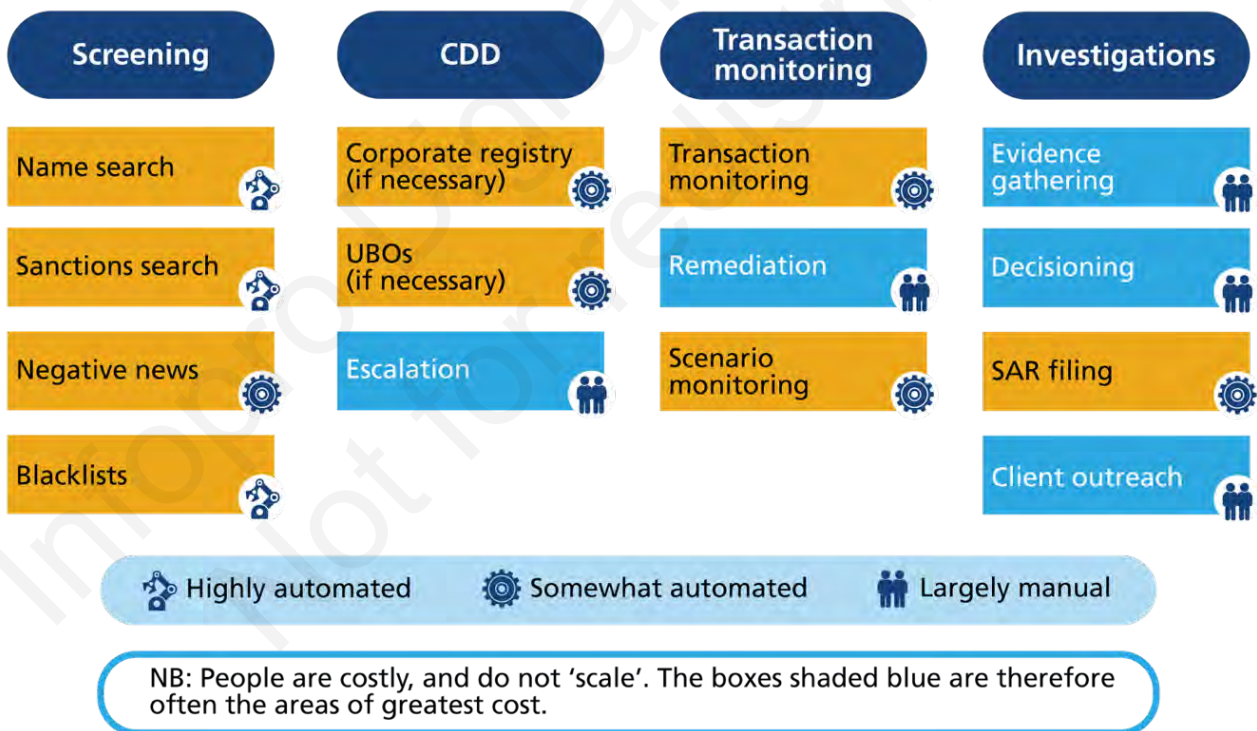 Screening
CDD
Transaction
monitoring
Investigations
Name search
Corporate registry
(if necessary)
Transaction
monitoring
Evidence
gathering
Sanctions search
UBOs
(if necessary)
Remediation
Decisioning
Negative news
Escalation
Scenario
monitoring
SAR filing
Blacklists
Client outreach
Highly automated
Somewhat automated
Largely manual
NB: People are costly, and do not ‘scale’. The boxes shaded blue are therefore
often the areas of greatest cost.